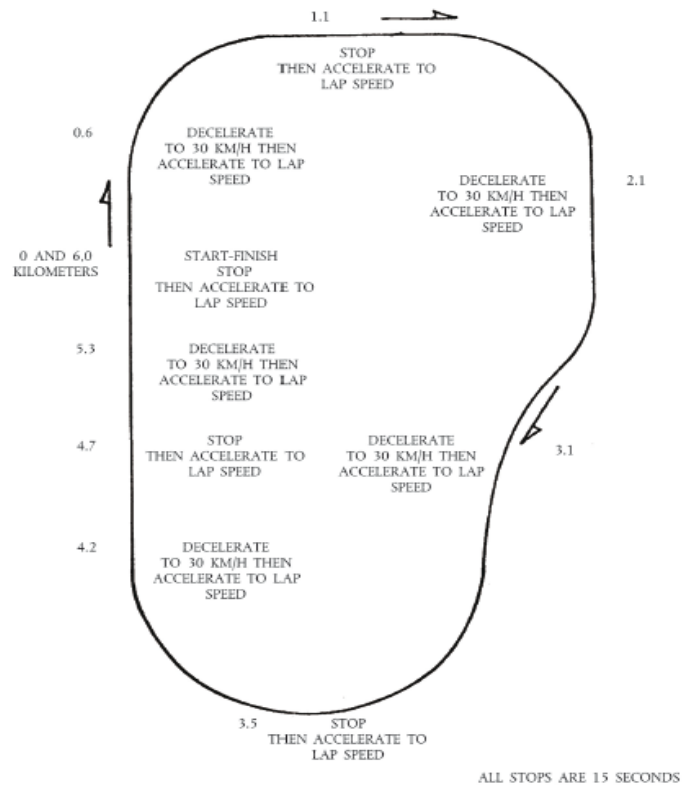 1.1
STOP
THEN ACCELERATE TO
LAP SPEED
0.6
DECELERATE
TO 30 KM/H THEN
ACCELERATE TO LAP
SPEED
DECELERATE
TO 30 KM/H THEN
ACCELERATE TO LAP
SPEED
2.1
0 AND 6,0
KILOMETERS
START-FINISH
STOP
THEN ACCELERATE TO
LAP SPEED
5.3
DECELERATE
TO 30 KM/H THEN
ACCELERATE TO LAP
SPEED
4.7
STOP
THEN ACCELERATE TO
LAP SPEED
DECELERATE
TO 30 KM/H THEN
ACCELERATE TO LAP
SPEED
3.1
4.2
DECELERATE
TO 30 KM/H THEN
ACCELERATE TO LAP
SPEED
3.5
STOP
THEN ACCELERATE TO
LAP SPEED
ALL STOPS ARE 15 SECONDS